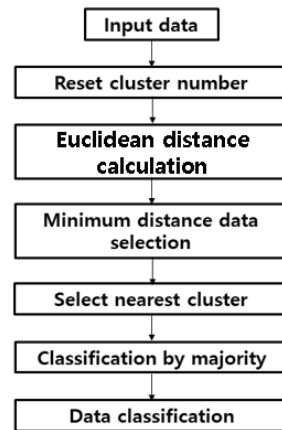 Input data
Reset cluster number
Euclidean distance
calculation
Minimum distance data
selection
Select nearest cluster
Classification by majority
Data classification